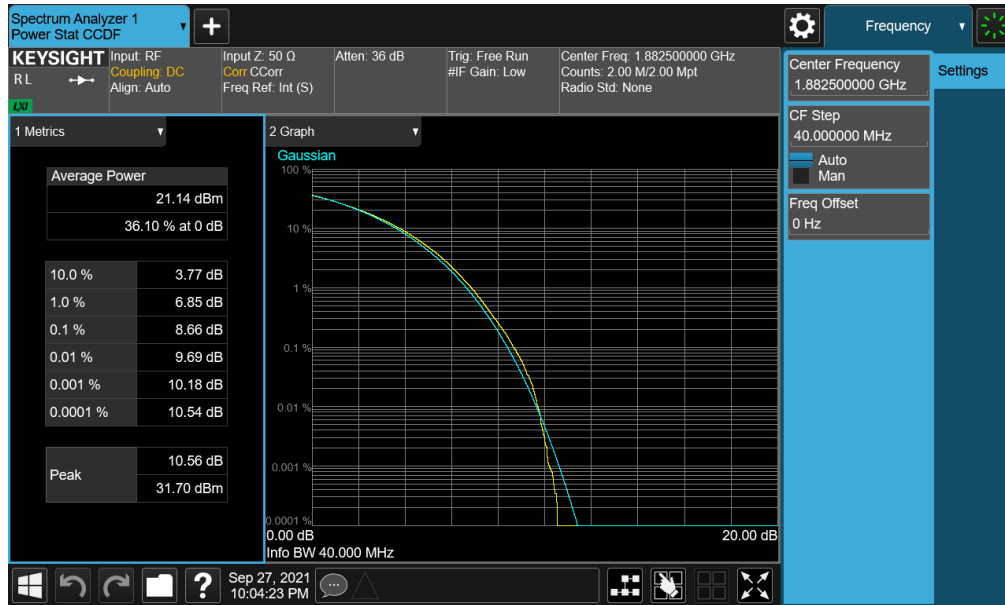 Spectrum Analyzer 1
Power Stat CCDF
Frequency
KEYSIGHT
R L
LXI
Input: RF
Coupling: DC
Align: Auto
Input Z: 50 Ω
Corr CCorr
Freq Ref: Int (S)
Atten: 36 dB
Trig: Free Run
#IF Gain: Low
Center Freq: 1.882500000 GHz
Counts: 2.00 M/2.00 Mpt
Radio Std: None
Center Frequency
1.882500000 GHz
Settings
CF Step
40.000000 MHz
Auto
Man
Freq Offset
0 Hz
1 Metrics
Average Power
21.14 dBm
36.10 % at 0 dB
10.0 % 3.77 dB
1.0 % 6.85 dB
0.1 % 8.66 dB
0.01 % 9.69 dB
0.001 % 10.18 dB
0.0001 % 10.54 dB
Peak
10.56 dB
31.70 dBm
2 Graph
Gaussian
100 %
10 %
1 %
0.1 %
0.01 %
0.001 %
0.0001 %
0.00 dB
20.00 dB
Info BW 40.000 MHz
?
Sep 27, 2021
10:04:23 PM